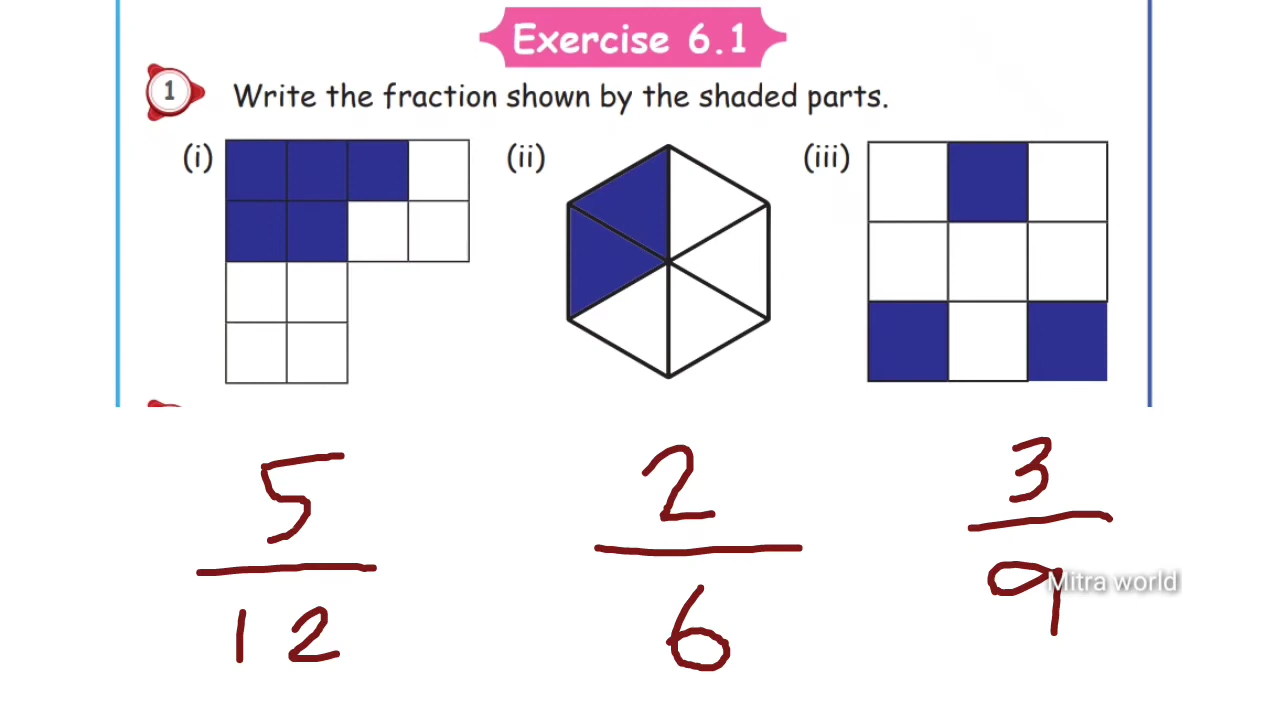 Exercise 6.1
1 Write the fraction shown by the shaded parts.
(i) (ii) (iii)
5 2 3
12 6 9
Mitra world